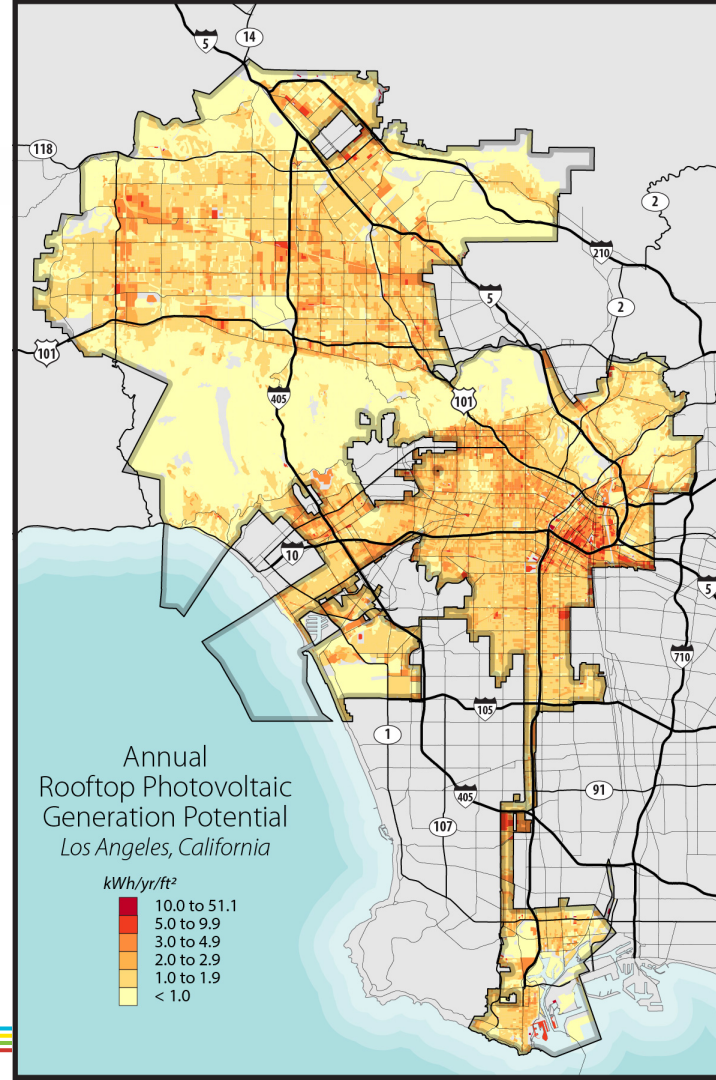 5
14
118
2
210
5
2
101
405
101
10
5
710
105
1
405
91
107
Annual
Rooftop Photovoltaic
Generation Potential
Los Angeles, California
kWh/yr/ft²
10.0 to 51.1
5.0 to 9.9
3.0 to 4.9
2.0 to 2.9
1.0 to 1.9
< 1.0